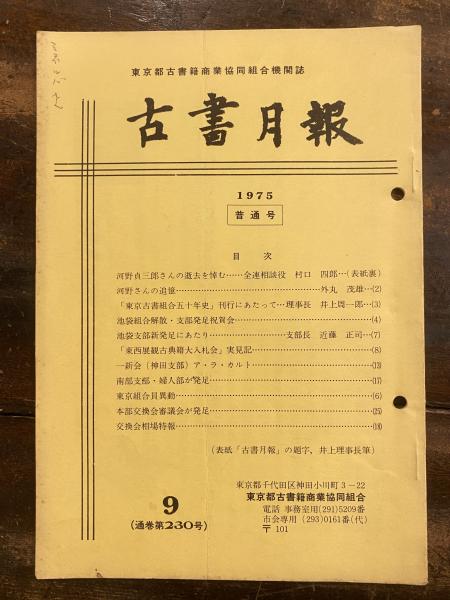 東京都古書籍商業協同組合機関誌
古書月報
1975
普通号
目次
河野貞三郎さんの逝去を悼む……全連相談役 村口 四郎…(表紙裏)
河野さんの追憶……外丸 茂雄…(2)
「東京古書組合五十年史」刊行にあたって…理事長 井上周一郎…(3)
池袋組合解散・支部発足祝賀会……(4)
池袋支部新発足にあたり……支部長 近藤 正司…(7)
「東西展観古典籍大入札会」実見記……(8)
一新会(神田支部)ア・ラ・カルト……(13)
南部支部・婦人部が発足……(17)
東京組合員異動……(6)
本部交換会審議会が発足……(25)
交換会相場特報……(18)
(表紙「古書月報」の題字、井上理事長筆)
9
(通巻第230号)
東京都千代田区神田小川町3-22
東京都古書籍商業協同組合
電話 事務室用(291)5209番
市会専用(293)0161番(代)
〒101